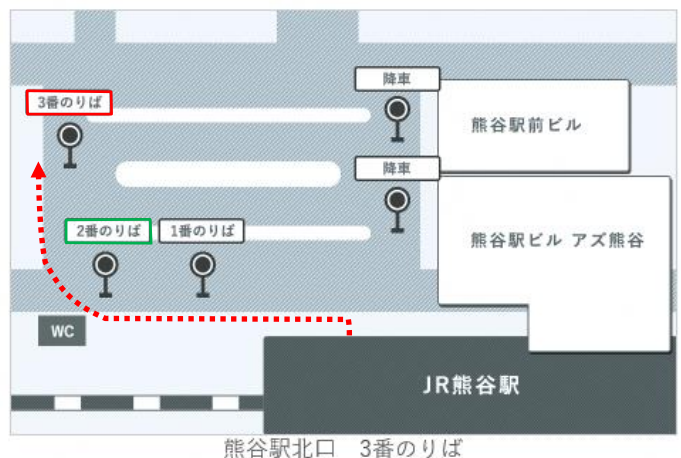 降車
3番のりば
熊谷駅前ビル
降車
2番のりば
1番のりば
熊谷駅ビル アズ熊谷
WC
JR熊谷駅
熊谷駅北口　3番のりば